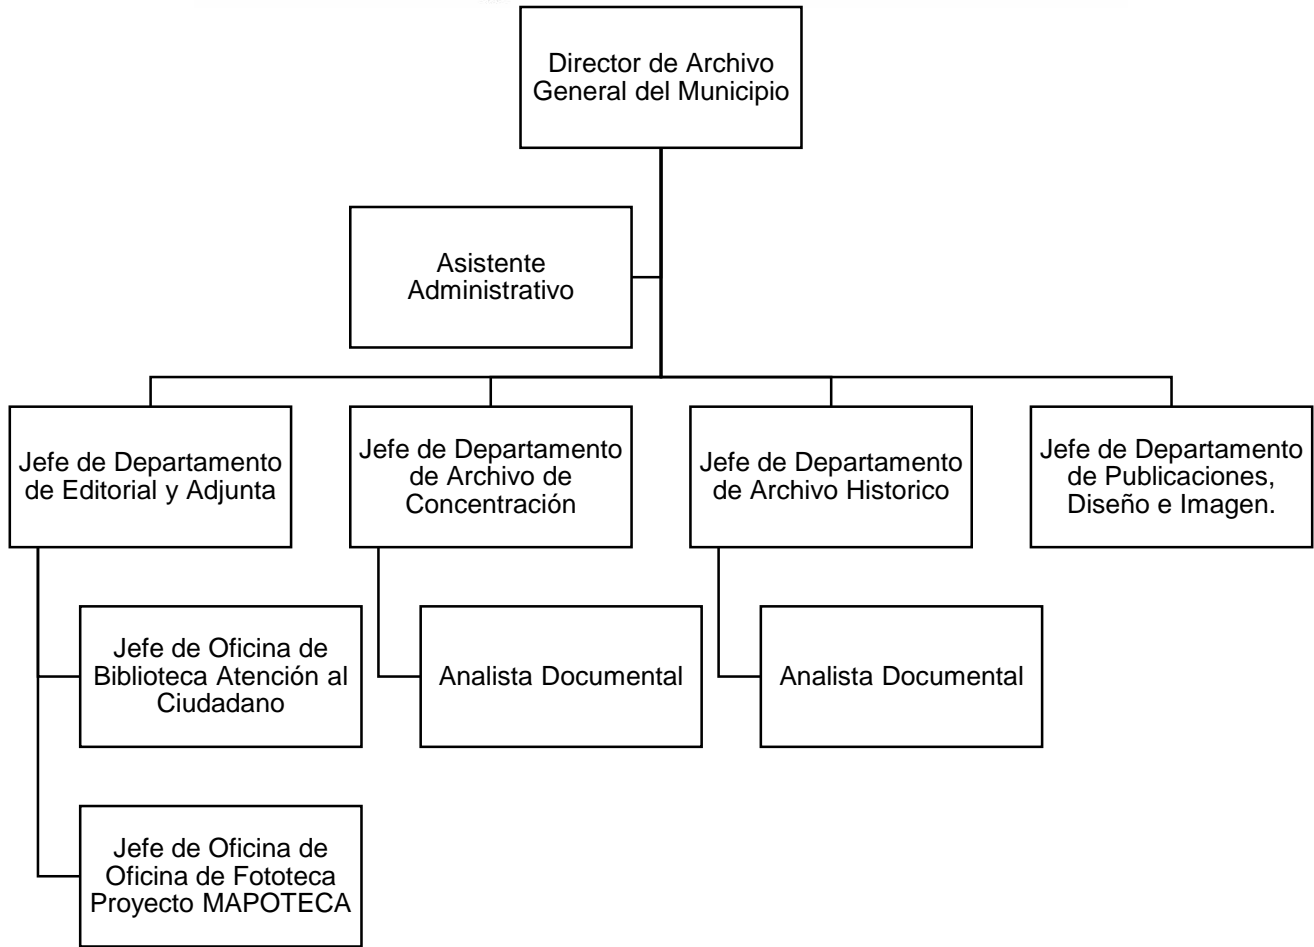 Director de Archivo
General del Municipio
Asistente
Administrativo
Jefe de Departamento
de Editorial y Adjunta
Jefe de Departamento
de Archivo de
Concentración
Jefe de Departamento
de Archivo Historico
Jefe de Departamento
de Publicaciones,
Diseño e Imagen.
Jefe de Oficina de
Biblioteca Atención al
Ciudadano
Analista Documental
Analista Documental
Jefe de Oficina de
Oficina de Fototeca
Proyecto MAPOTECA